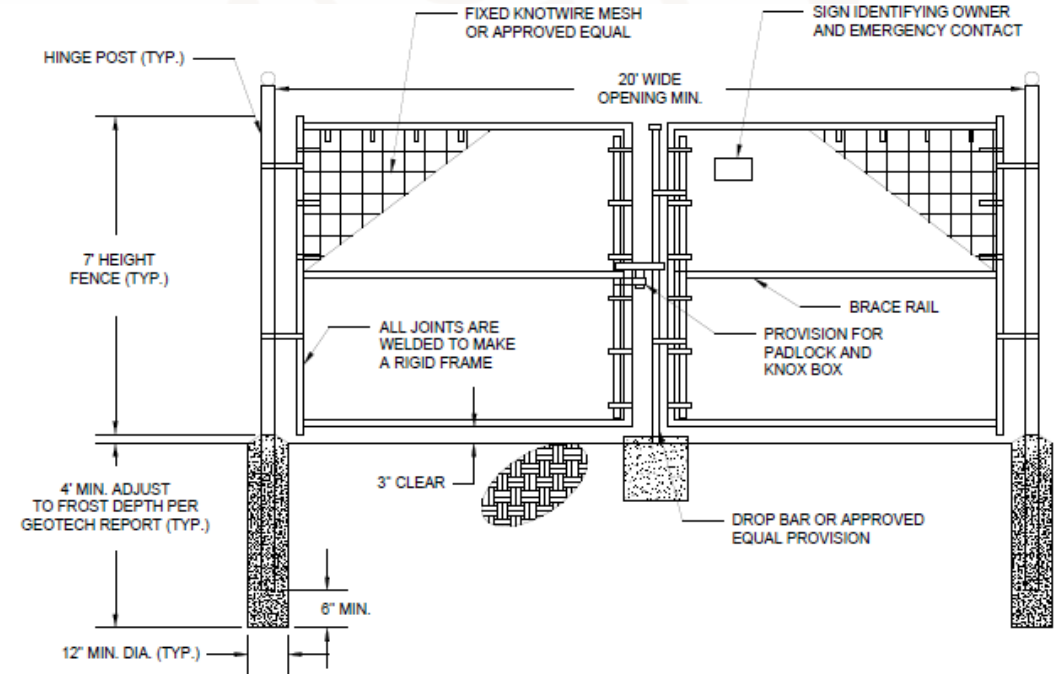 FIXED KNOTWIRE MESH
OR APPROVED EQUAL
SIGN IDENTIFYING OWNER
AND EMERGENCY CONTACT
HINGE POST (TYP.)
20' WIDE
OPENING MIN.
7' HEIGHT
FENCE (TYP.)
ALL JOINTS ARE
WELDED TO MAKE
A RIGID FRAME
BRACE RAIL
PROVISION FOR
PADLOCK AND
KNOX BOX
3" CLEAR
4' MIN. ADJUST
TO FROST DEPTH PER
GEOTECH REPORT (TYP.)
DROP BAR OR APPROVED
EQUAL PROVISION
6" MIN.
12" MIN. DIA. (TYP.)